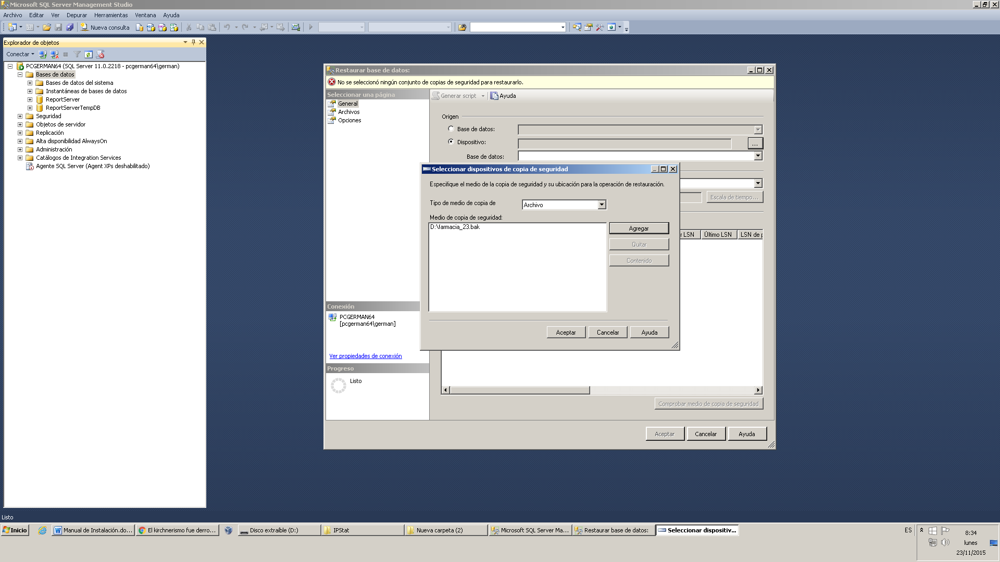 Microsoft SQL Server Management Studio
Archivo Editar Ver Depurar Herramientas Ventana Ayuda
Nueva consulta
Explorador de objetos
Conectar
PCGERMAN64 (SQL Server 11.0.2218 - pcgerman64\german)
Bases de datos
Bases de datos del sistema
Instantáneas de bases de datos
ReportServer
ReportServerTempDB
Seguridad
Objetos de servidor
Replicación
Alta disponibilidad AlwaysOn
Administración
Catálogos de Integration Services
Agente SQL Server (Agent XPs deshabilitado)
Restaurar base de datos:
No se seleccionó ningún conjunto de copias de seguridad para restaurarlo.
Seleccionar una página
General
Archivos
Opciones
Generar script
Ayuda
Origen
Base de datos:
Dispositivo:
...
Base de datos:
Seleccionar dispositivos de copia de seguridad
Especifique el medio de la copia de seguridad y su ubicación para la operación de restauración.
Tipo de medio de copia de
Archivo
Medio de copia de seguridad:
D:\farmacia_23.bak
Agregar
Quitar
Contenido
Aceptar
Cancelar
Ayuda
Escala de tiempo...
r LSN Último LSN LSN de p
Conexión
PCGERMAN64
[pcgerman64\german]
Ver propiedades de conexión
Progreso
Listo
Comprobar medio de copia de seguridad
Aceptar
Cancelar
Ayuda
Listo
Inicio
Manual de Instalación.do...
El kirchnerismo fue derro...
Disco extraíble (D:)
IPStat
Nueva carpeta (2)
Microsoft SQL Server Ma...
Restaurar base de datos:
Seleccionar dispositiv...
ES
8:34
lunes
23/11/2015